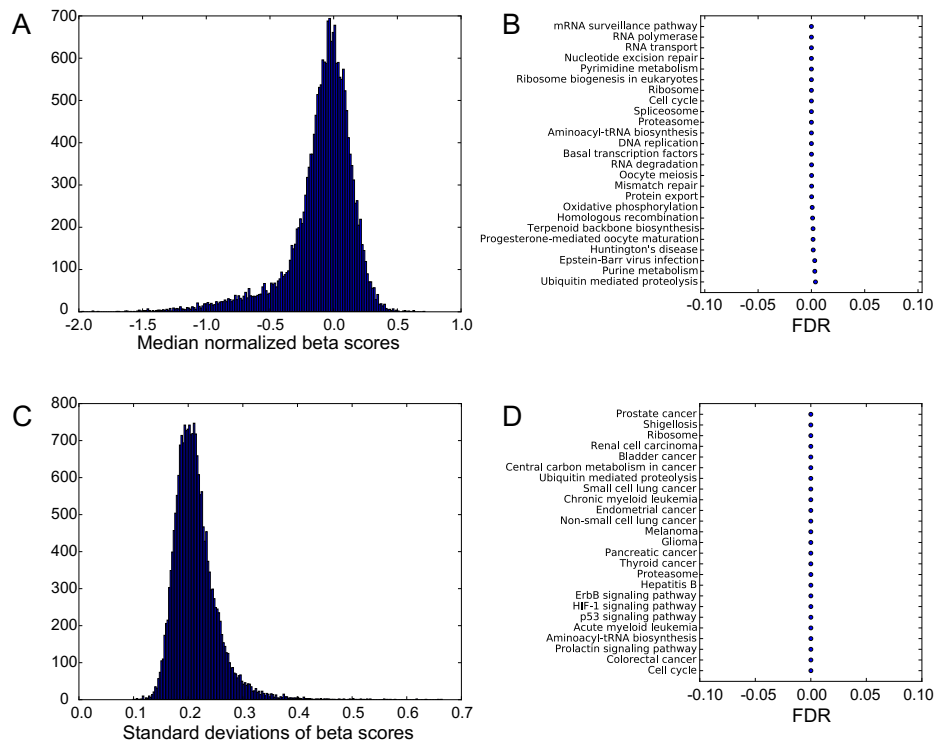 A
700
600
500
400
300
200
100
0
-2.0 -1.5 -1.0 -0.5 0.0 0.5 1.0
Median normalized beta scores
B
mRNA surveillance pathway
RNA polymerase
RNA transport
Nucleotide excision repair
Pyrimidine metabolism
Ribosome biogenesis in eukaryotes
Ribosome
Cell cycle
Spliceosome
Proteasome
Aminoacyl-tRNA biosynthesis
DNA replication
Basal transcription factors
RNA degradation
Oocyte meiosis
Mismatch repair
Protein export
Oxidative phosphorylation
Homologous recombination
Terpenoid backbone biosynthesis
Progesterone-mediated oocyte maturation
Huntington's disease
Epstein-Barr virus infection
Purine metabolism
Ubiquitin mediated proteolysis
-0.10 -0.05 0.00 0.05 0.10
FDR
C
800
700
600
500
400
300
200
100
0
0.0 0.1 0.2 0.3 0.4 0.5 0.6 0.7
Standard deviations of beta scores
D
Prostate cancer
Shigellosis
Ribosome
Renal cell carcinoma
Bladder cancer
Central carbon metabolism in cancer
Ubiquitin mediated proteolysis
Small cell lung cancer
Chronic myeloid leukemia
Endometrial cancer
Non-small cell lung cancer
Melanoma
Glioma
Pancreatic cancer
Thyroid cancer
Proteasome
Hepatitis B
ErbB signaling pathway
HIF-1 signaling pathway
p53 signaling pathway
Acute myeloid leukemia
Aminoacyl-tRNA biosynthesis
Prolactin signaling pathway
Colorectal cancer
Cell cycle
-0.10 -0.05 0.00 0.05 0.10
FDR